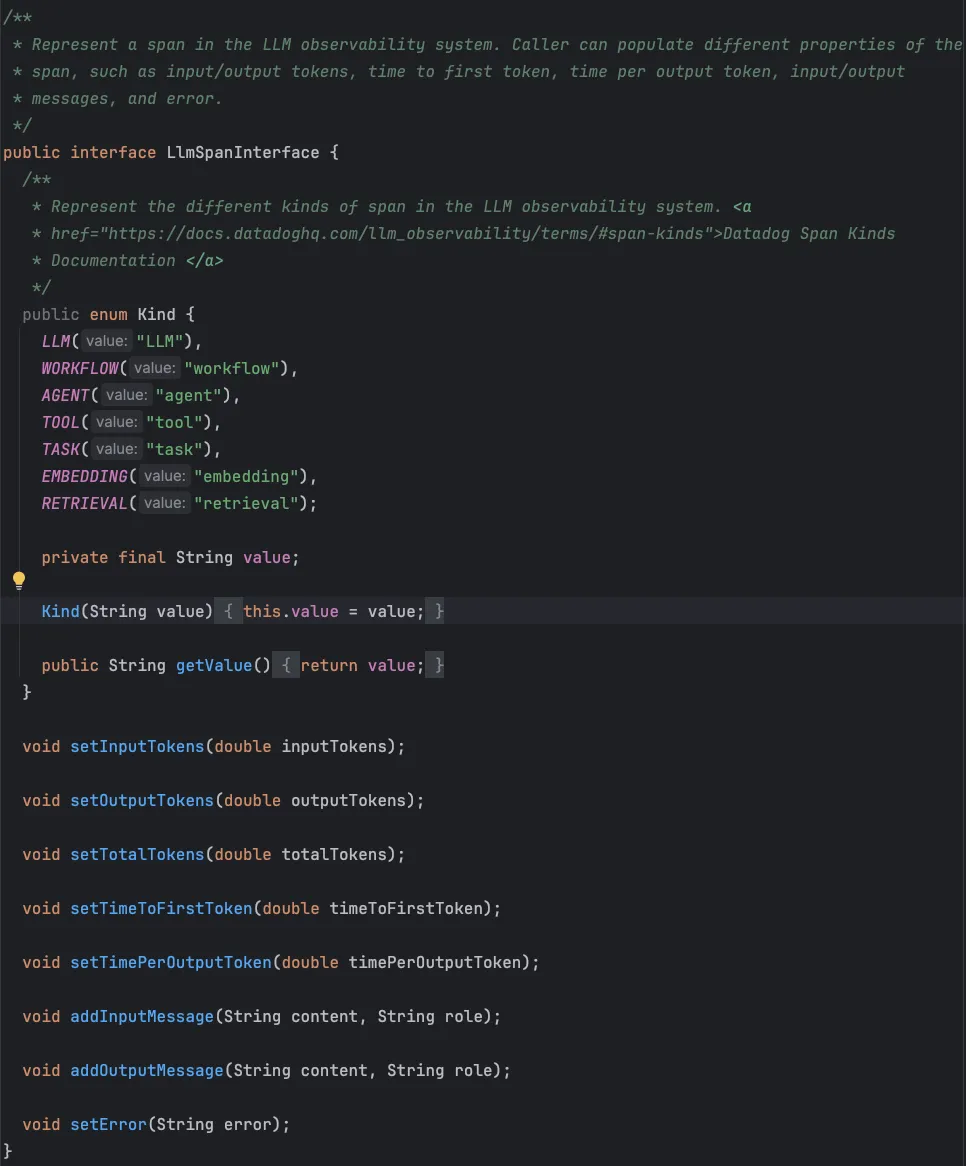 /**
 * Represent a span in the LLM observability system. Caller can populate different properties of the
 * span, such as input/output tokens, time to first token, time per output token, input/output
 * messages, and error.
 */
public interface LlmSpanInterface {
  /**
   * Represent the different kinds of span in the LLM observability system. <a
   * href="https://docs.datadoghq.com/llm_observability/terms/#span-kinds">Datadog Span Kinds
   * Documentation </a>
   */
  public enum Kind {
    LLM( value: "LLM"),
    WORKFLOW( value: "workflow"),
    AGENT( value: "agent"),
    TOOL( value: "tool"),
    TASK( value: "task"),
    EMBEDDING( value: "embedding"),
    RETRIEVAL( value: "retrieval");

    private final String value;

    Kind(String value) { this.value = value; }

    public String getValue() { return value; }
  }

  void setInputTokens(double inputTokens);

  void setOutputTokens(double outputTokens);

  void setTotalTokens(double totalTokens);

  void setTimeToFirstToken(double timeToFirstToken);

  void setTimePerOutputToken(double timePerOutputToken);

  void addInputMessage(String content, String role);

  void addOutputMessage(String content, String role);

  void setError(String error);
}